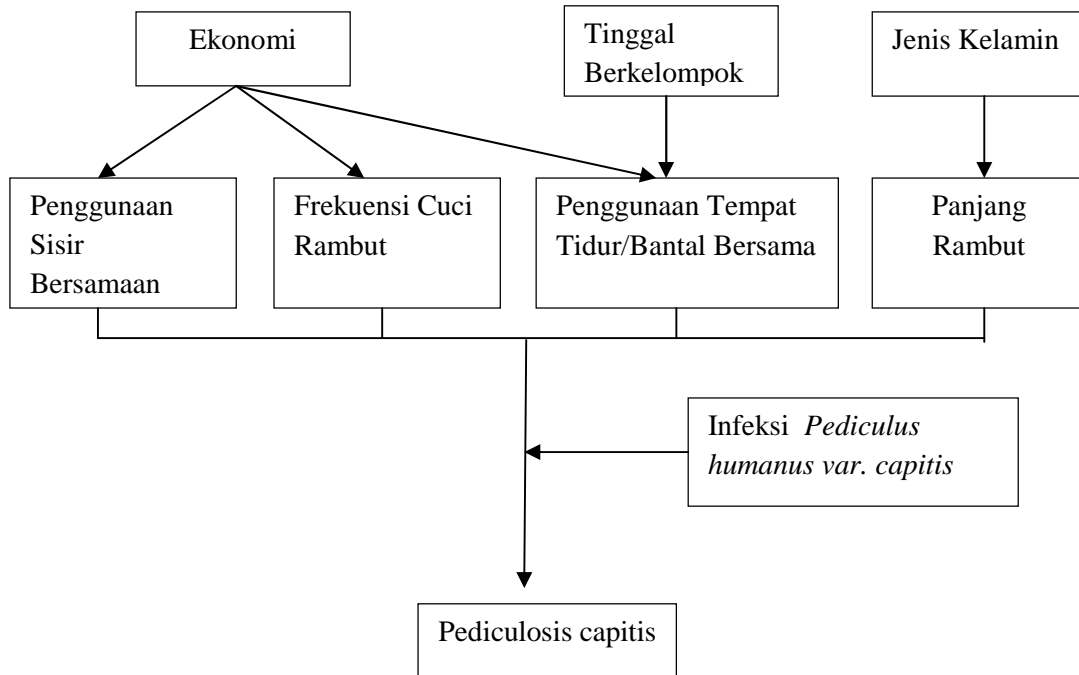 Ekonomi
Tinggal
Berkelompok
Jenis Kelamin
Penggunaan
Sisir
Bersamaan
Frekuensi Cuci
Rambut
Penggunaan Tempat
Tidur/Bantal Bersama
Panjang
Rambut
Infeksi Pediculus
humanus var. capitis
Pediculosis capitis